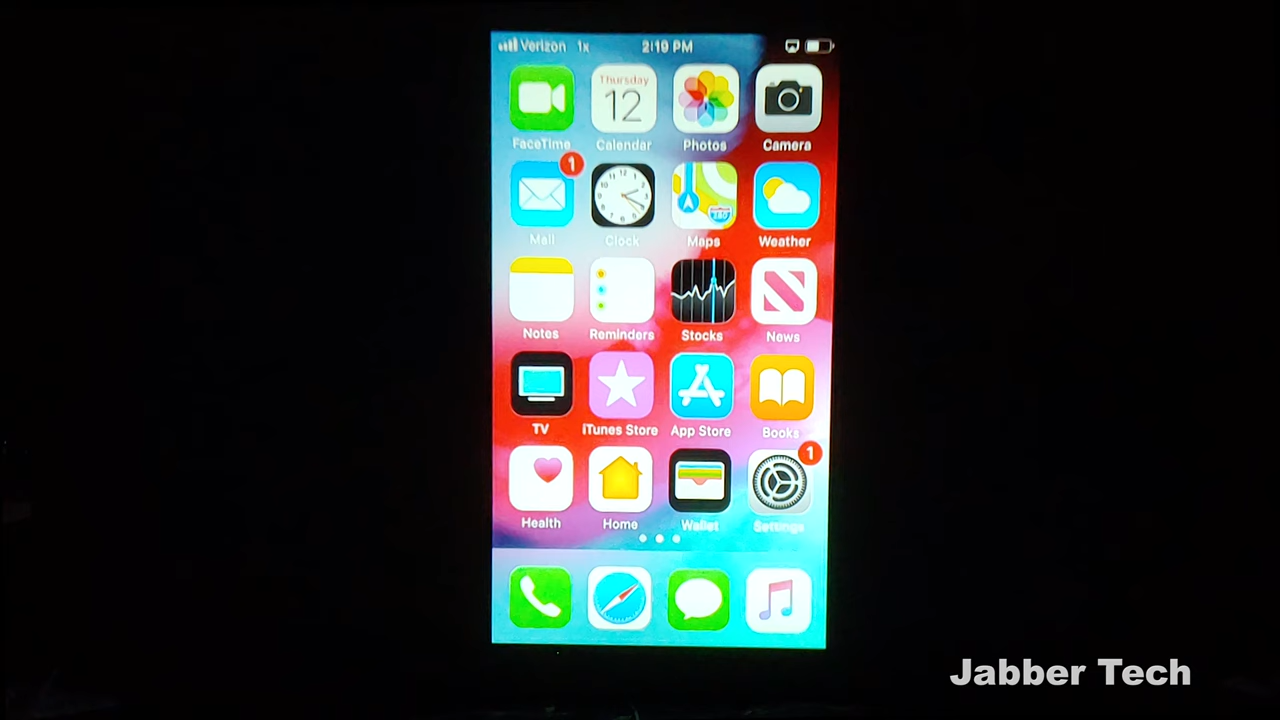 Verizon 1x 2:19 PM
Thursday
12
FaceTime Calendar Photos Camera
1
Mail Clock Maps Weather
Notes Reminders Stocks News
TV iTunes Store App Store Books
1
Health Home Wallet Settings
Jabber Tech